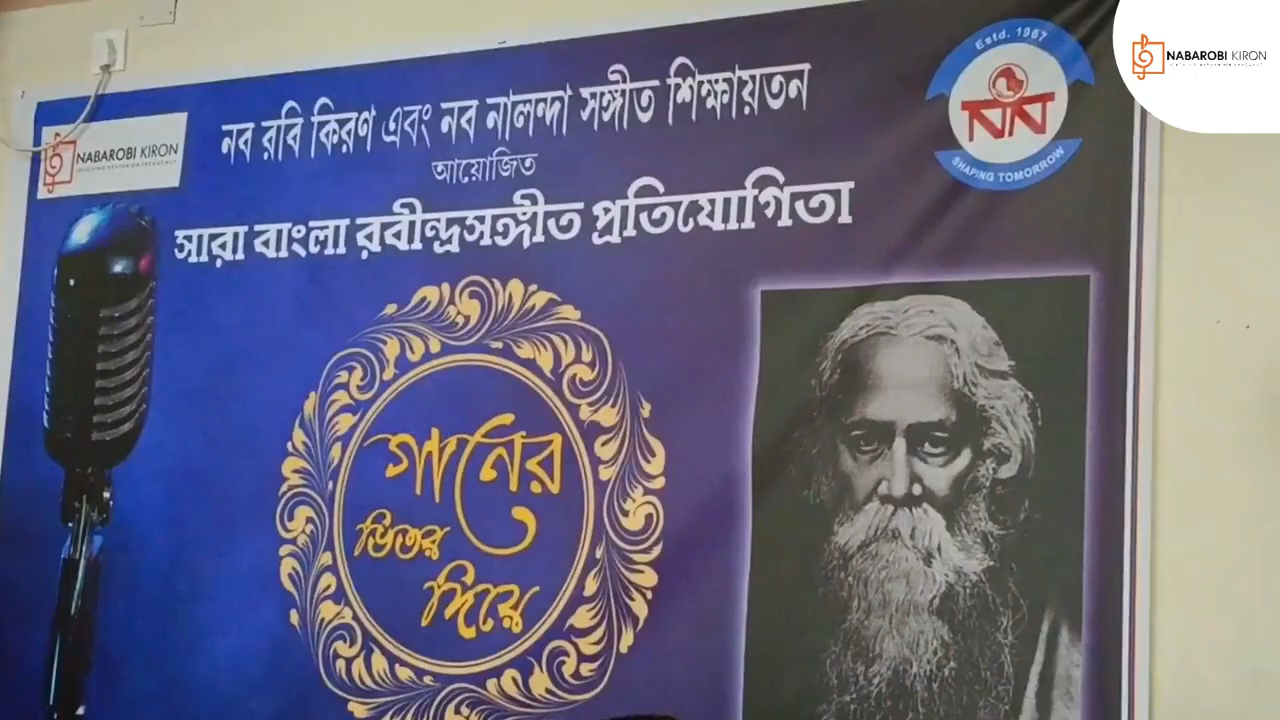 NABAROBI KIRON
Estd. 1967
NABAROBI KIRON
নব রবি কিরণ এবং নব নালন্দা সঙ্গীত শিক্ষায়তন
আয়োজিত
সারা বাংলা রবীন্দ্রসঙ্গীত প্রতিযোগিতা
SHAPING TOMORROW
গানের
ভিতর
দিয়ে